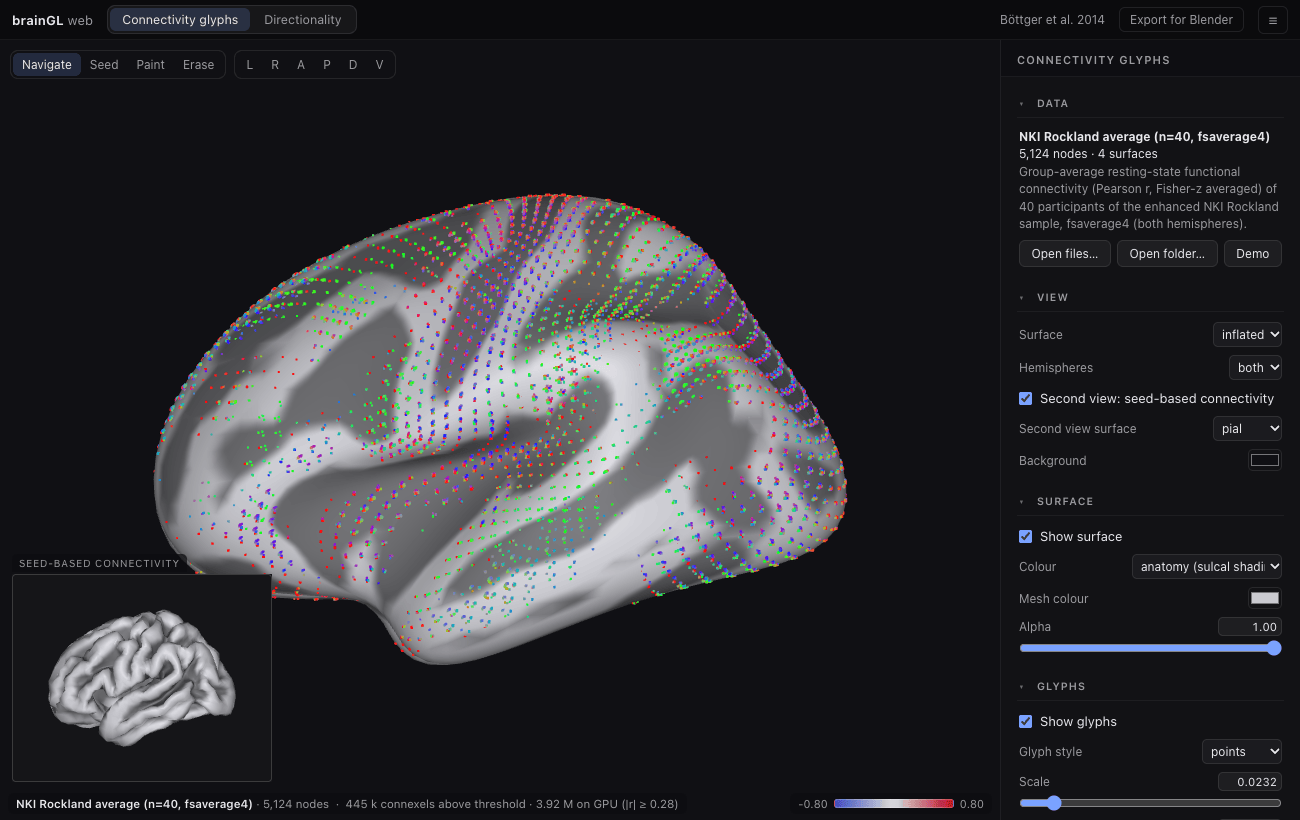 brainGL web
Connectivity glyphs
Directionality
Böttger et al. 2014
Export for Blender
≡
Navigate
Seed
Paint
Erase
L R A P D V
CONNECTIVITY GLYPHS
DATA
NKI Rockland average (n=40, fsaverage4)
5,124 nodes · 4 surfaces
Group-average resting-state functional
connectivity (Pearson r, Fisher-z averaged) of
40 participants of the enhanced NKI Rockland
sample, fsaverage4 (both hemispheres).
Open files...
Open folder...
Demo
VIEW
Surface inflated
Hemispheres both
Second view: seed-based connectivity
Second view surface pial
Background
SURFACE
Show surface
Colour anatomy (sulcal shadi
Mesh colour
Alpha 1.00
GLYPHS
Show glyphs
Glyph style points
Scale 0.0232
SEED-BASED CONNECTIVITY
NKI Rockland average (n=40, fsaverage4) · 5,124 nodes · 445 k connexels above threshold · 3.92 M on GPU (|r| ≥ 0.28)
-0.80 0.80